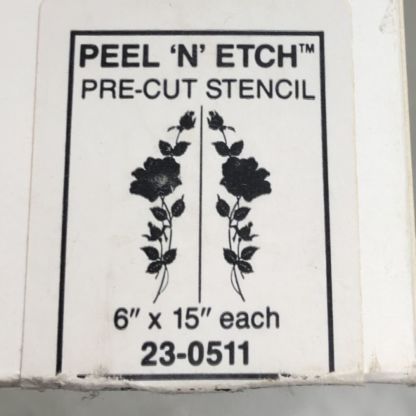 PEEL ‘N’ ETCH™
PRE-CUT STENCIL
6″ x 15″ each
23-0511